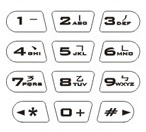 1 2 ABC 3 DEF
4 GHI 5 JKL 6 MNO
7 PQRS 8 TUV 9 WXYZ
* 0 + #